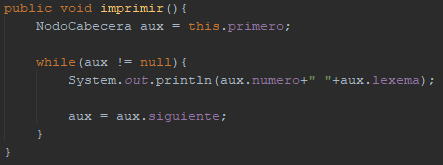 public void imprimir(){
NodoCabecera aux = this.primero;
while(aux != null){
System.out.println(aux.numero+" "+aux.lexema);
aux = aux.siguiente;
}
}